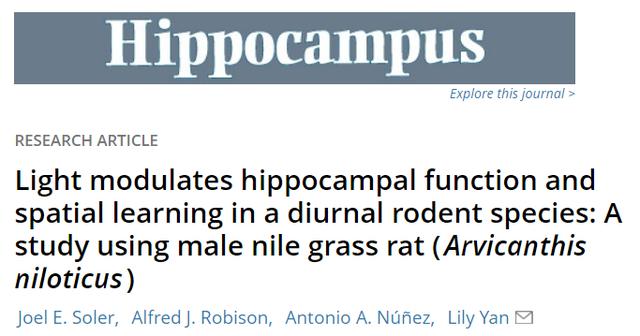 Hippocampus
Explore this journal >
RESEARCH ARTICLE
Light modulates hippocampal function and
spatial learning in a diurnal rodent species: A
study using male nile grass rat (Arvicanthis
niloticus)
Joel E. Soler, Alfred J. Robison, Antonio A. Núñez, Lily Yan